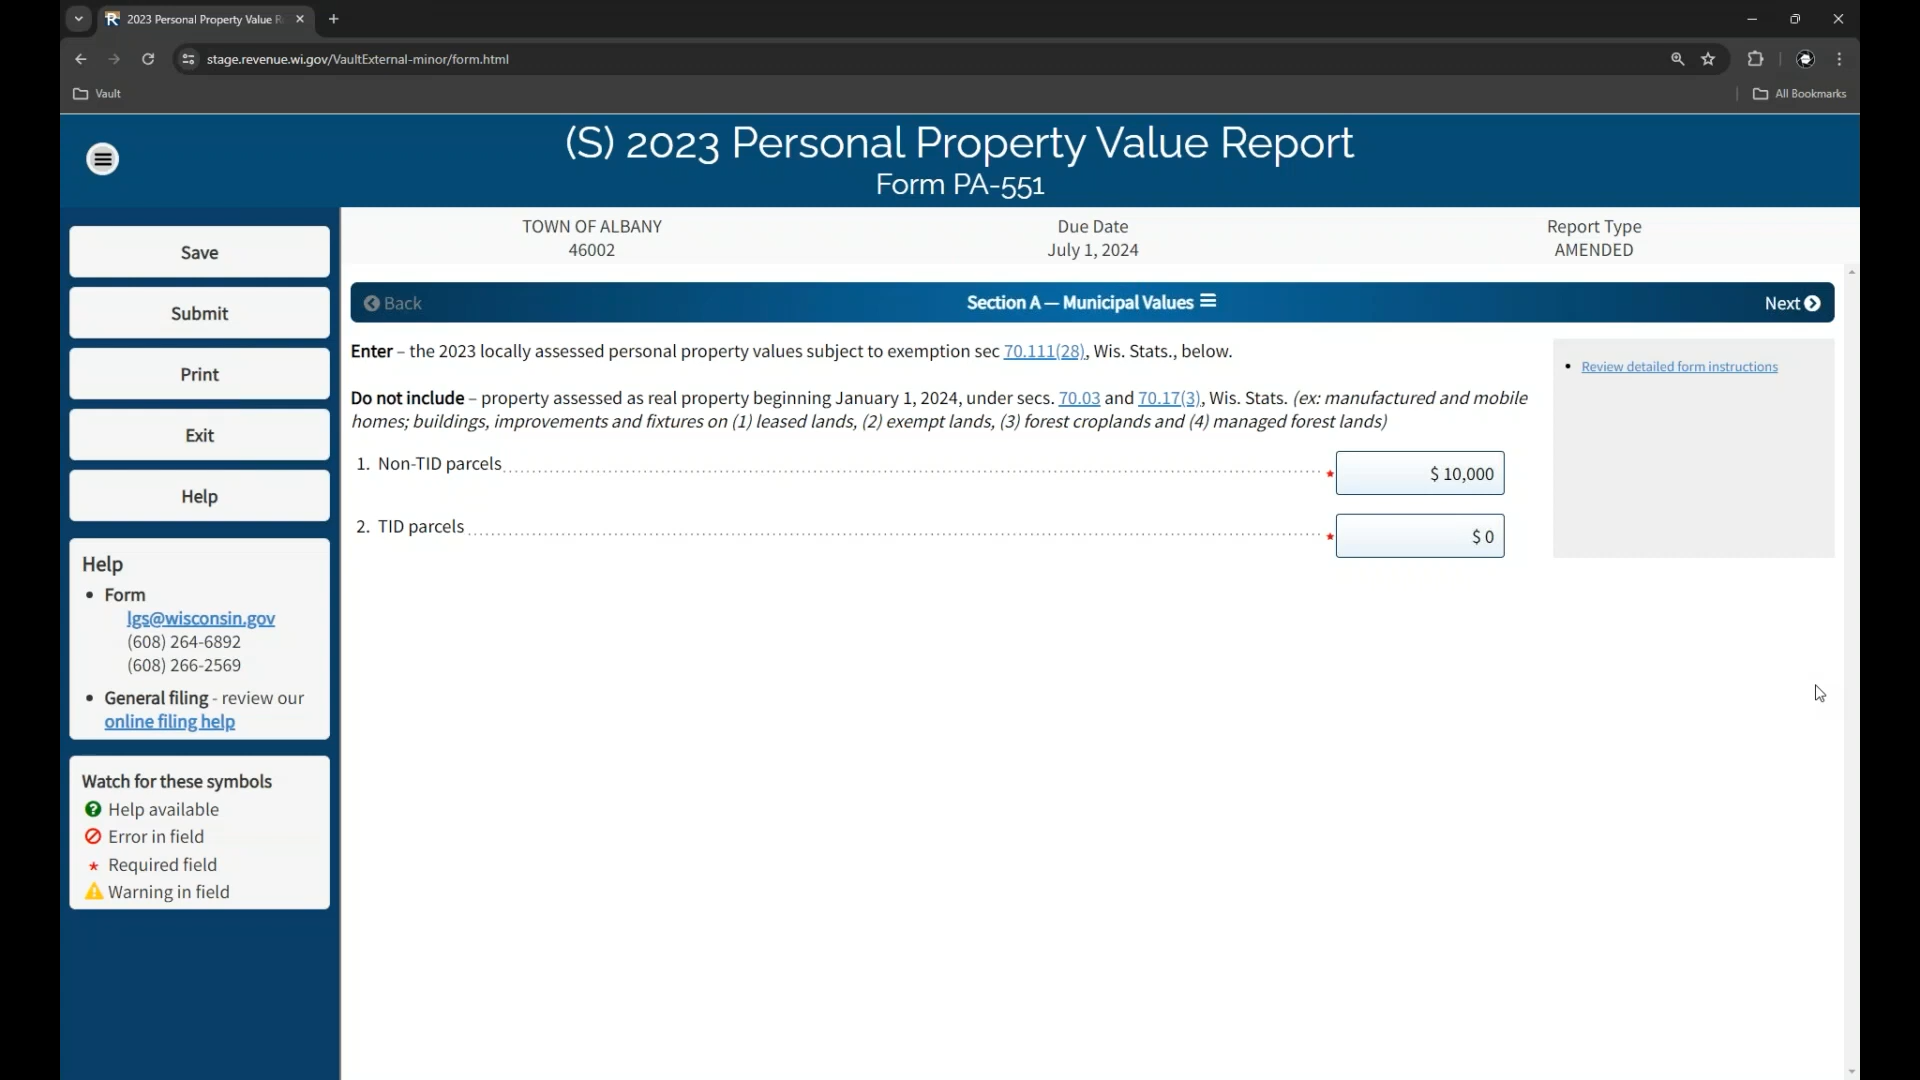 2023 Personal Property Value R
stage.revenue.wi.gov/VaultExternal-minor/form.html
Vault
All Bookmarks
(S) 2023 Personal Property Value Report
Form PA-551
Save
Submit
Print
Exit
Help
Help
• Form
lgs@wisconsin.gov
(608) 264-6892
(608) 266-2569
• General filing - review our
online filing help
Watch for these symbols
Help available
Error in field
* Required field
Warning in field
TOWN OF ALBANY
46002
Due Date
July 1, 2024
Report Type
AMENDED
Back
Section A — Municipal Values
Next
Enter – the 2023 locally assessed personal property values subject to exemption sec 70.111(28), Wis. Stats., below.
Do not include – property assessed as real property beginning January 1, 2024, under secs. 70.03 and 70.17(3), Wis. Stats. (ex: manufactured and mobile
homes; buildings, improvements and fixtures on (1) leased lands, (2) exempt lands, (3) forest croplands and (4) managed forest lands)
1. Non-TID parcels * $ 10,000
2. TID parcels * $ 0
• Review detailed form instructions